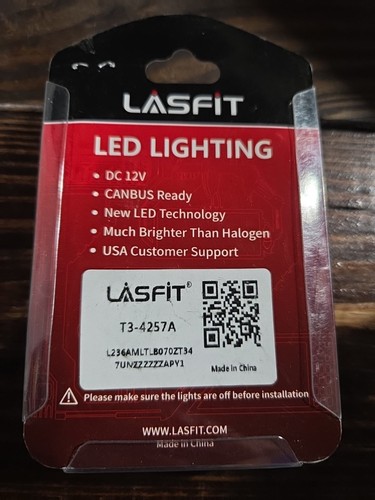 LASFIT
LED LIGHTING
• DC 12V
• CANBUS Ready
• New LED Technology
• Much Brighter Than Halogen
• USA Customer Support
LASFIT®
T3-4257A
L236AMLTLB070ZT34
7UNZZZZZZAPY1
Made in China
Please make sure the lights are off before installation
WWW.LASFIT.COM
Made in China